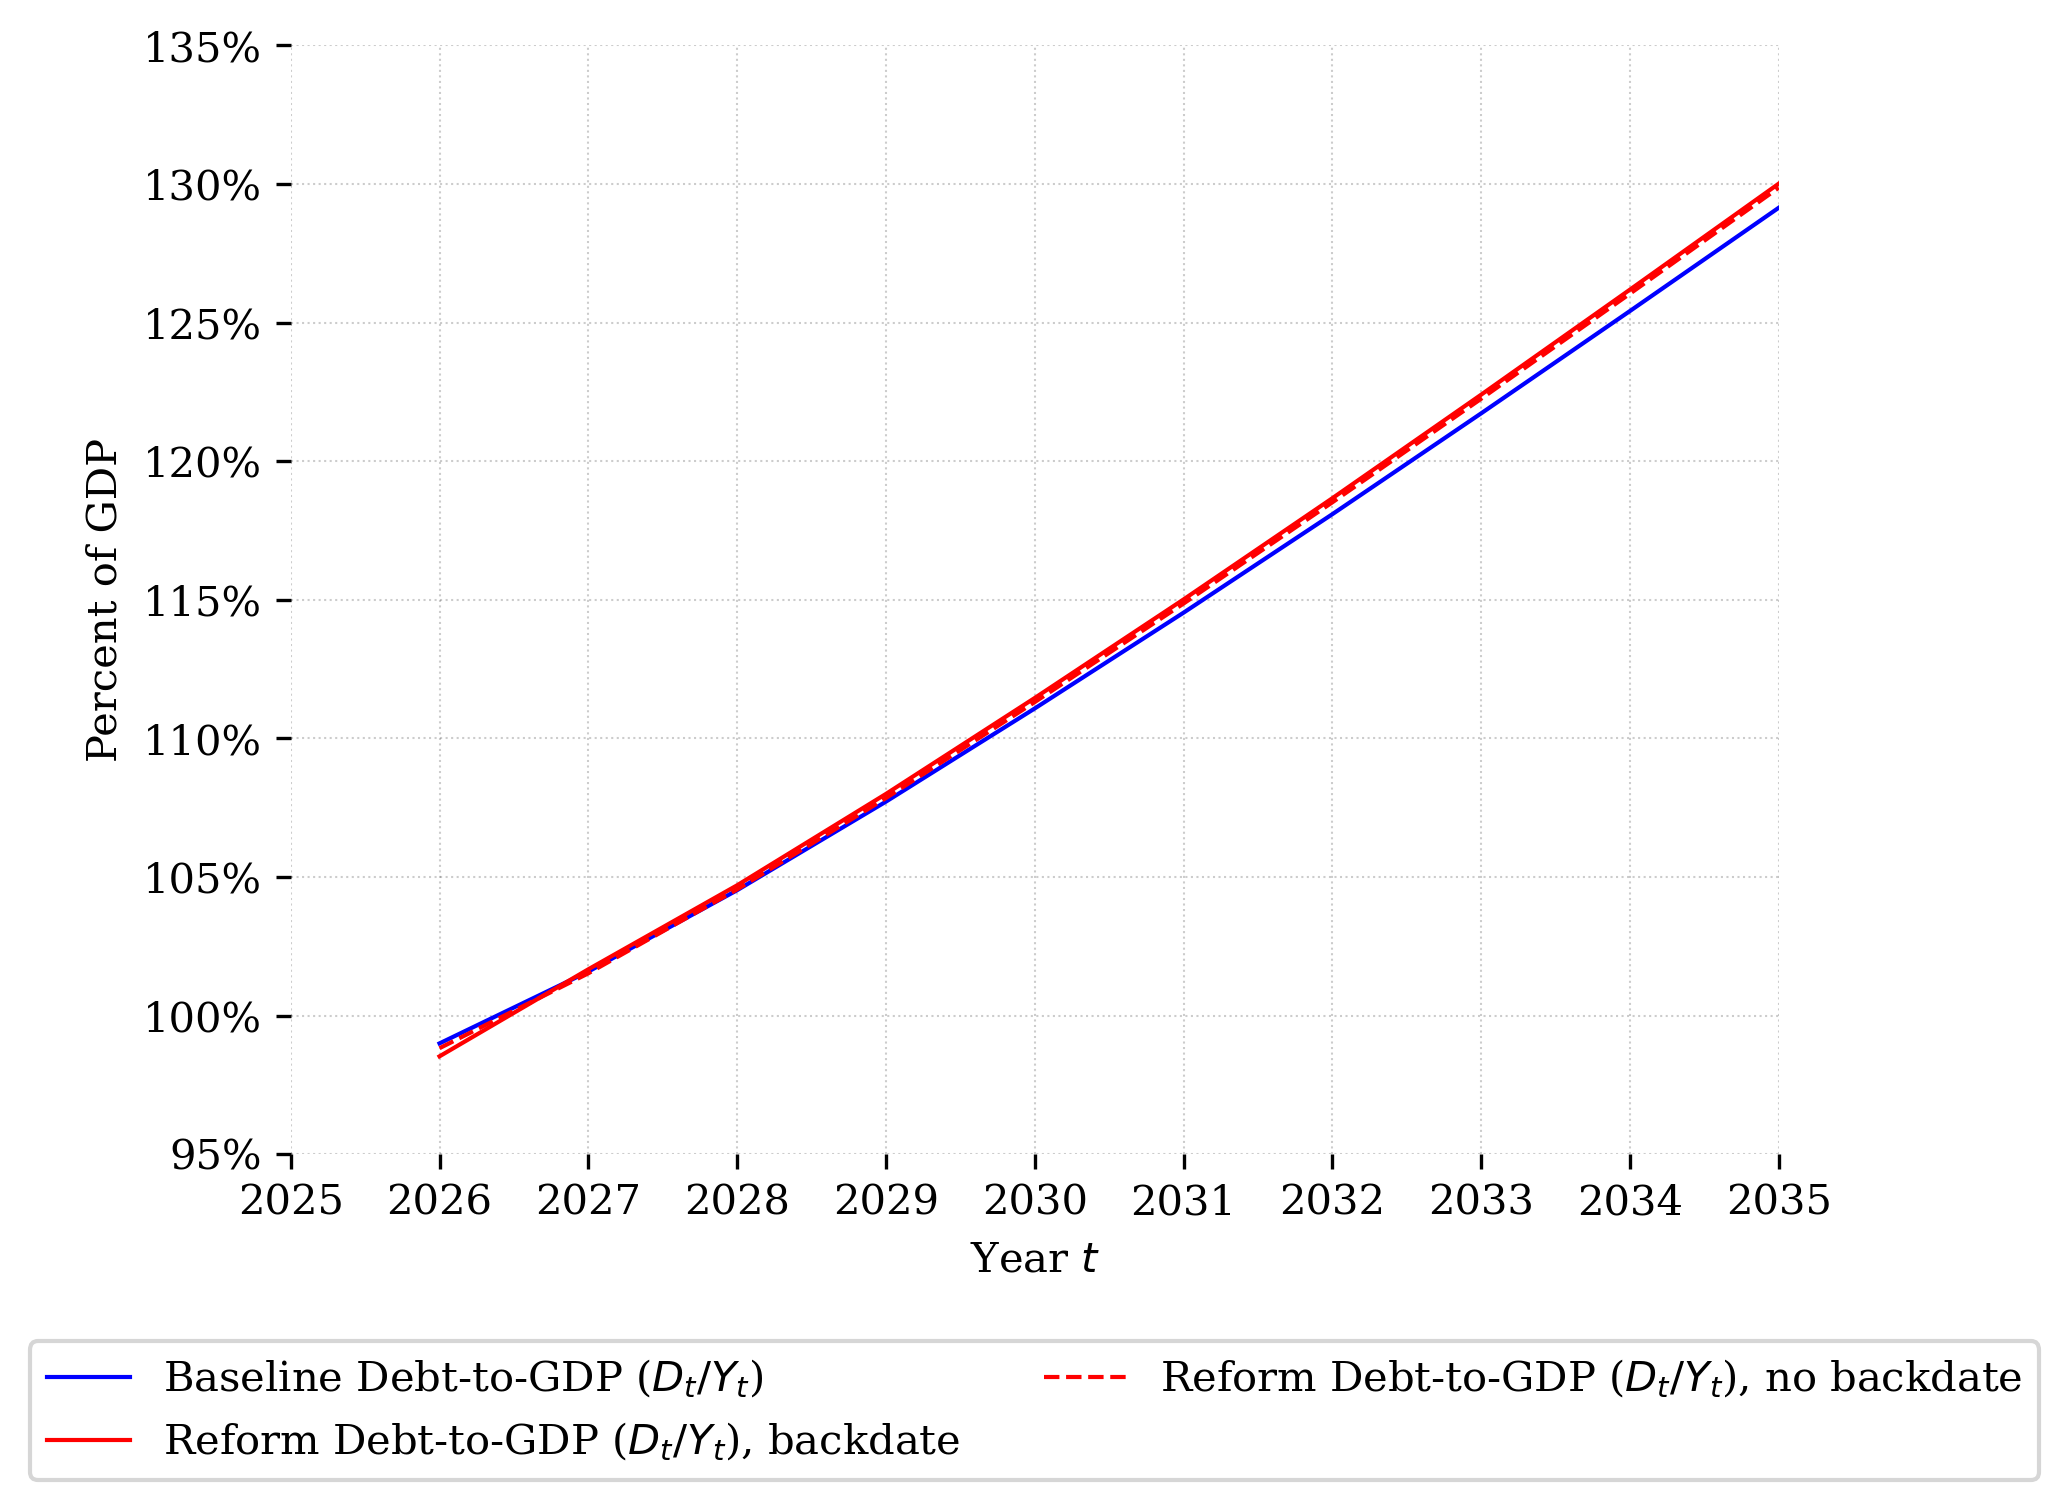 135%
130%
125%
120%
115%
110%
105%
100%
95%
Percent of GDP
2025 2026 2027 2028 2029 2030 2031 2032 2033 2034 2035
Year t
Baseline Debt-to-GDP (Dₜ/Yₜ)
Reform Debt-to-GDP (Dₜ/Yₜ), backdate
Reform Debt-to-GDP (Dₜ/Yₜ), no backdate